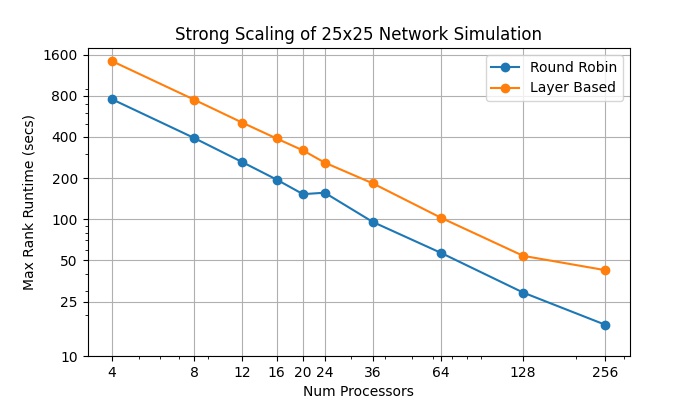 Strong Scaling of 25x25 Network Simulation
Max Rank Runtime (secs)
1600
800
400
200
100
50
25
10
Round Robin
Layer Based
4 8 12 16 20 24 36 64 128 256
Num Processors